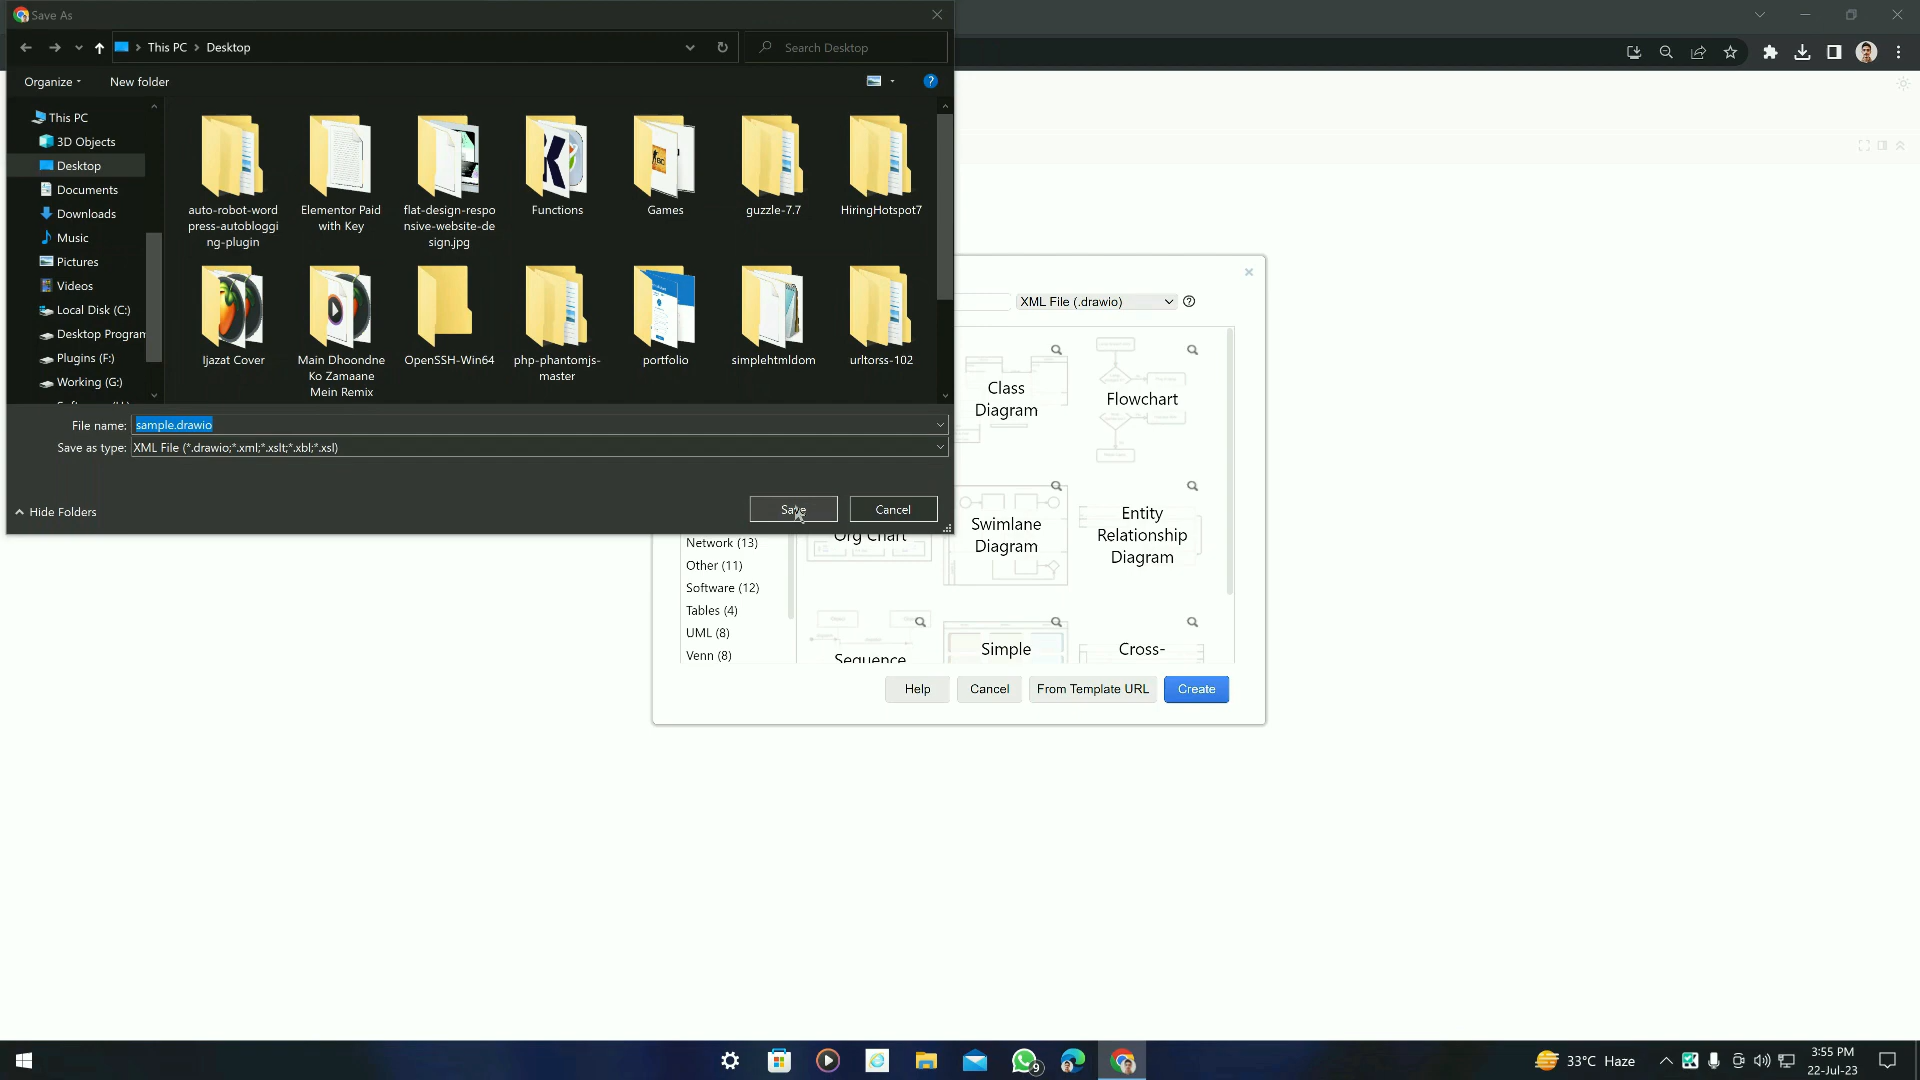 Save As
This PC
Desktop
Search Desktop
Organize
New folder
?
This PC
3D Objects
Desktop
Documents
Downloads
Music
Pictures
Videos
Local Disk (C:)
Desktop Program
Plugins (F:)
Working (G:)
auto-robot-word
press-autobloggi
ng-plugin
Elementor Paid
with Key
flat-design-respo
nsive-website-de
sign.jpg
Functions
Games
guzzle-7.7
HiringHotspot7
Ijazat Cover
Main Dhoondne
Ko Zamaane
Mein Remix
OpenSSH-Win64
php-phantomjs-
master
portfolio
simplehtmldom
urltorss-102
File name:
sample.drawio
Save as type:
XML File (*.drawio;*.xml;*.xslt;*.xbl;*.xsl)
Hide Folders
Save
Cancel
XML File (.drawio)
Class
Diagram
Flowchart
Org Chart
Swimlane
Diagram
Entity
Relationship
Diagram
Network (13)
Other (11)
Software (12)
Tables (4)
UML (8)
Venn (8)
Sequence
Simple
Cross-
Help
Cancel
From Template URL
Create
9
33°C Haze
3:55 PM
22-Jul-23